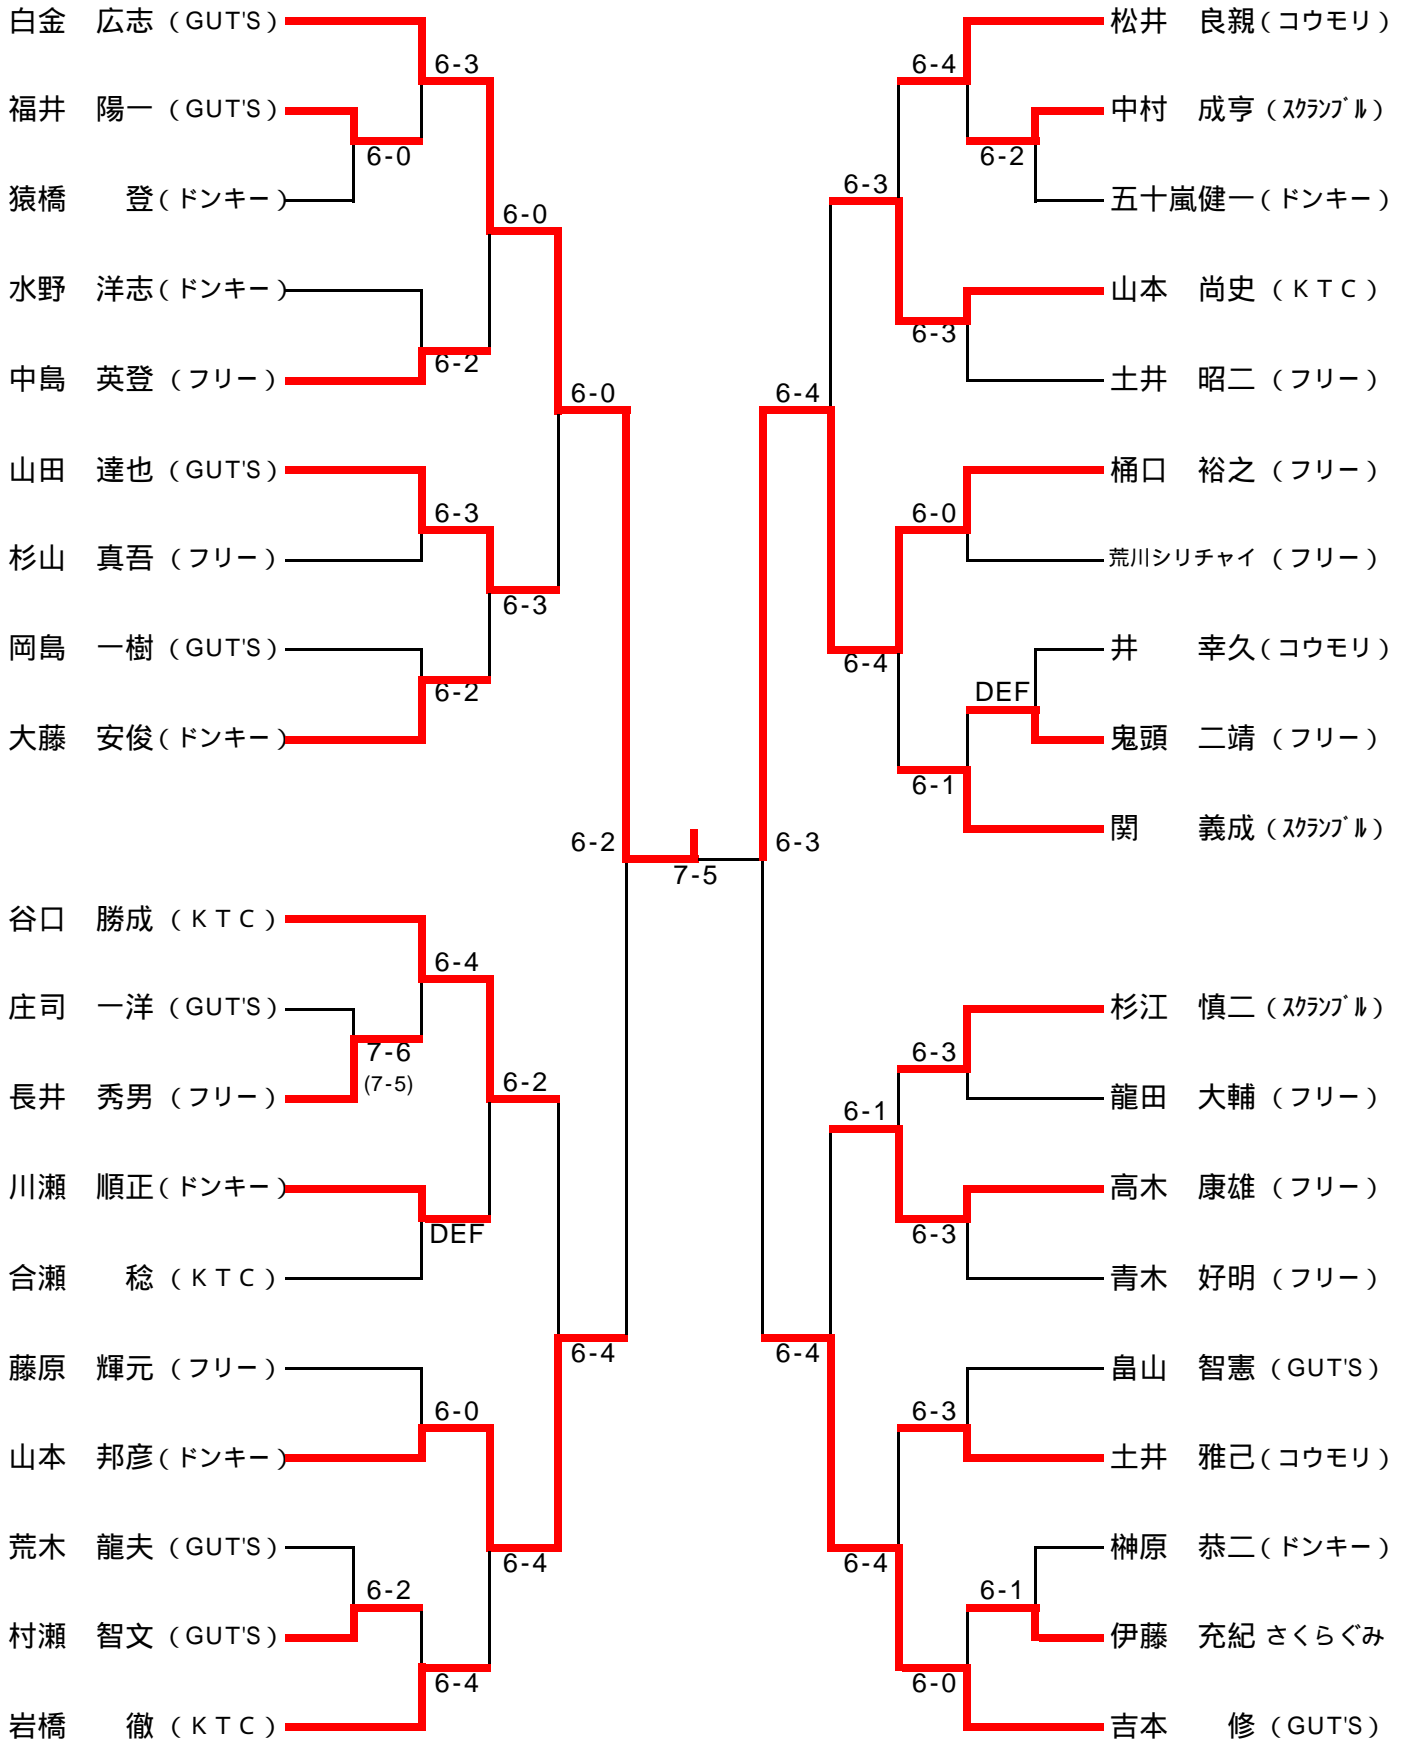 白金　広志（GUT'S）
6-3
福井　陽一（GUT'S）
6-0
猿橋　　登（ドンキー）
6-0
水野　洋志（ドンキー）
6-2
中島　英登（フリー）
6-0
山田　達也（GUT'S）
6-3
杉山　真吾（フリー）
6-3
岡島　一樹（GUT'S）
6-2
大藤　安俊（ドンキー）
6-2
7-5
谷口　勝成（ＫＴＣ）
6-4
庄司　一洋（GUT'S）
7-6
(7-5)
長井　秀男（フリー）
6-2
川瀬　順正（ドンキー）
DEF
合瀬　　稔（ＫＴＣ）
6-4
藤原　輝元（フリー）
6-0
山本　邦彦（ドンキー）
荒木　龍夫（GUT'S）
6-4
6-2
村瀬　智文（GUT'S）
6-4
岩橋　　徹（ＫＴＣ）
松井　良親（コウモリ）
6-4
中村　成亨（ｽｸﾗﾝﾌﾞﾙ）
6-2
6-3
五十嵐健一（ドンキー）
山本　尚史（ＫＴＣ）
6-3
土井　昭二（フリー）
6-4
桶口　裕之（フリー）
6-0
荒川シリチャイ（フリー）
井　　幸久（コウモリ）
6-4
DEF
鬼頭　二靖（フリー）
6-1
関　　義成（ｽｸﾗﾝﾌﾞﾙ）
6-3
杉江　慎二（ｽｸﾗﾝﾌﾞﾙ）
6-3
龍田　大輔（フリー）
6-1
高木　康雄（フリー）
6-3
青木　好明（フリー）
6-4
畠山　智憲（GUT'S）
6-3
土井　雅己（コウモリ）
榊原　恭二（ドンキー）
6-4
6-1
伊藤　充紀 さくらぐみ
6-0
吉本　　修（GUT'S）